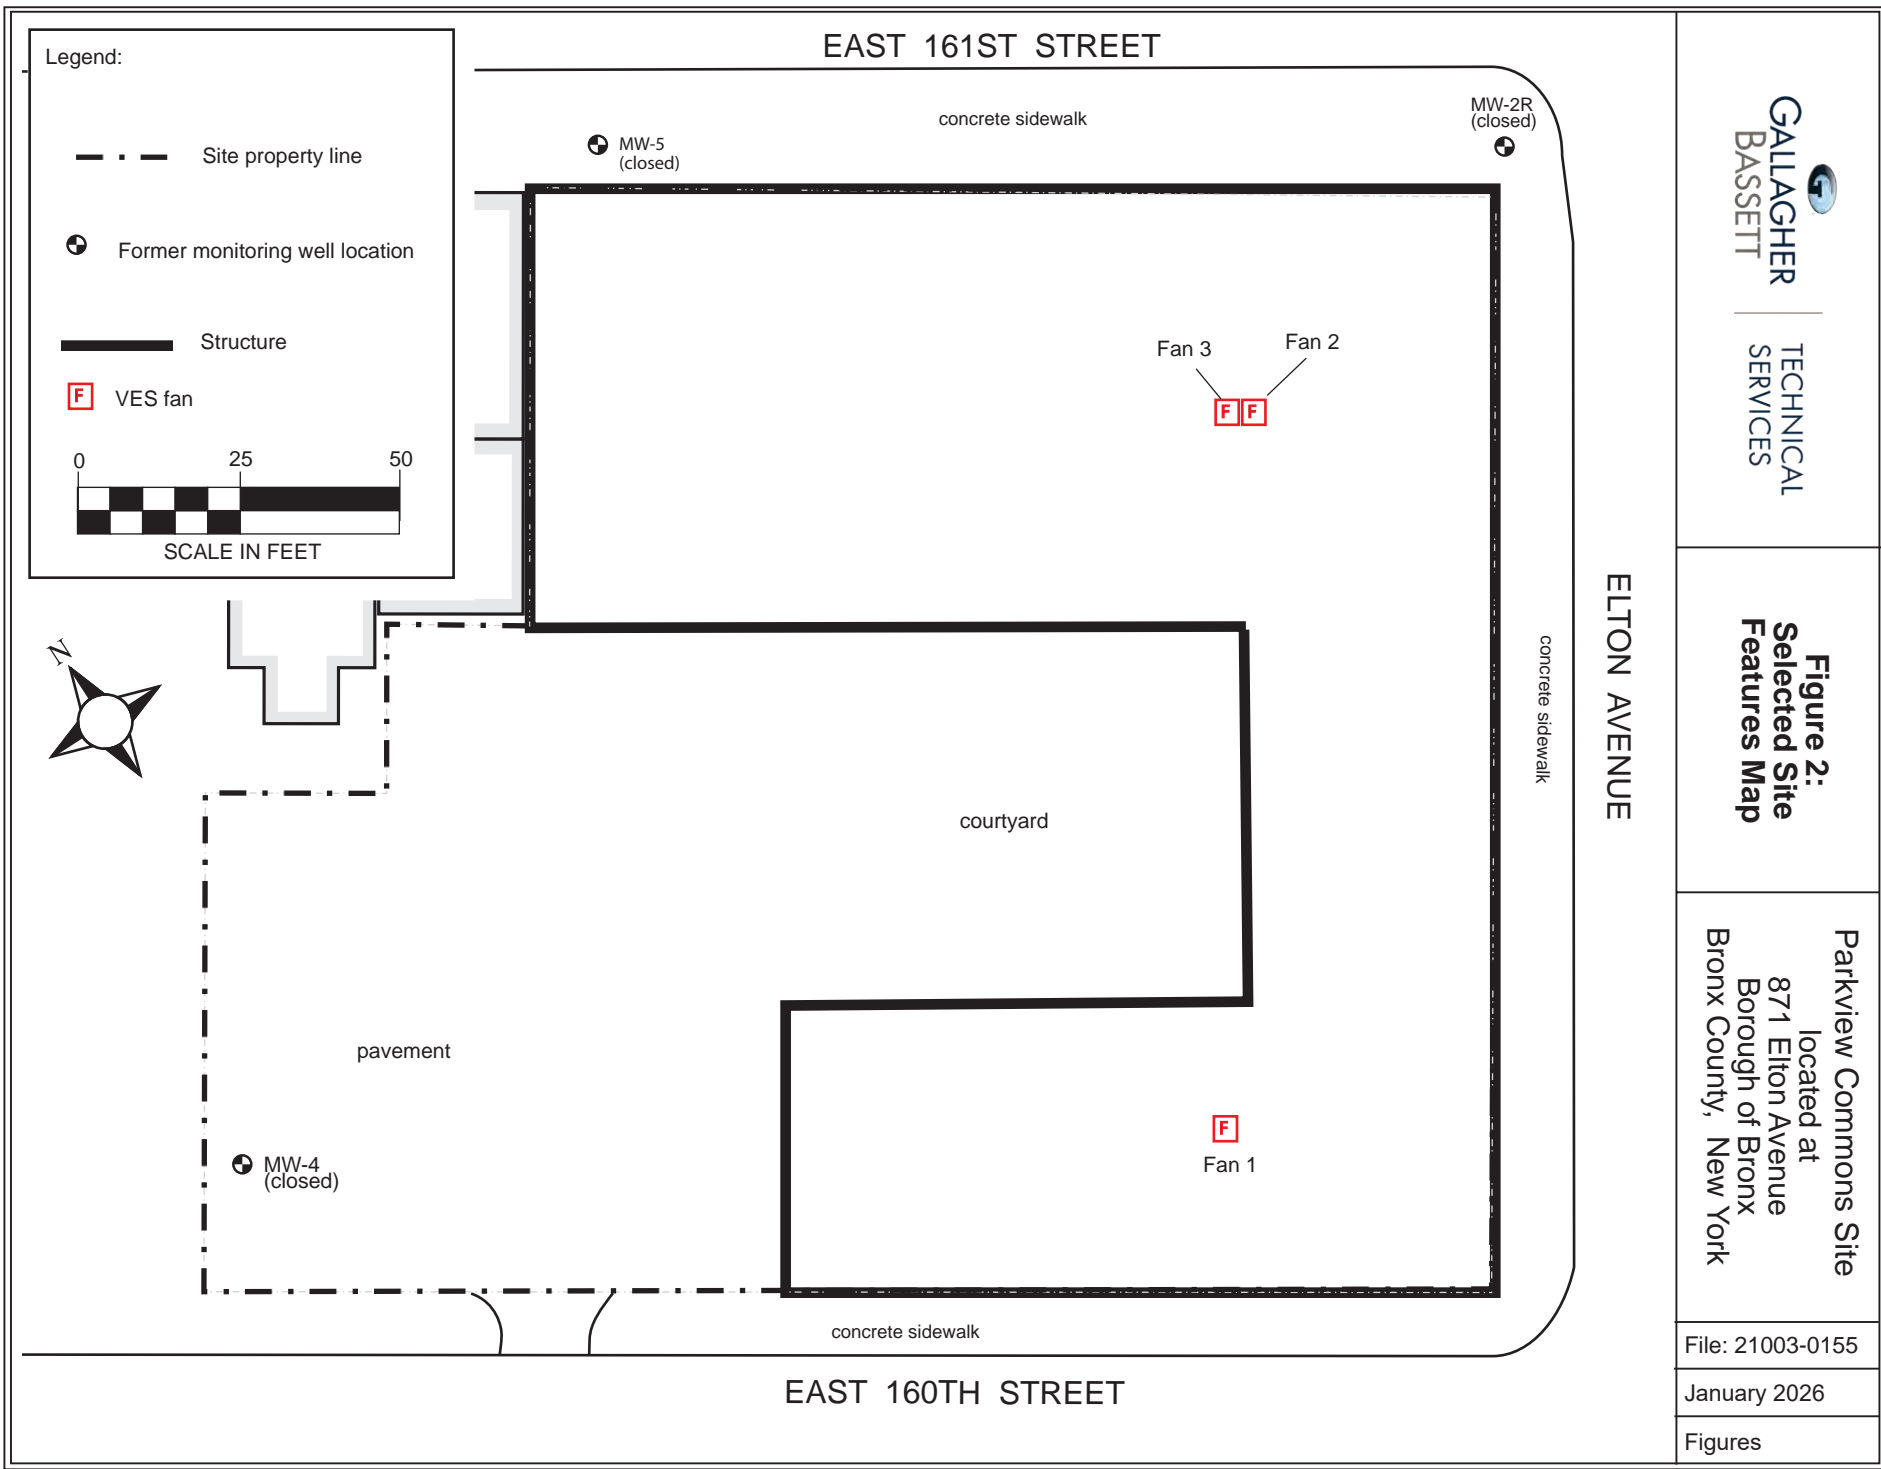 EAST 161ST STREET
Legend:
Site property line
Former monitoring well location
Structure
F
VES fan
0 25 50
SCALE IN FEET
N
concrete sidewalk
MW-5
(closed)
MW-2R
(closed)
Fan 3
Fan 2
F F
courtyard
pavement
MW-4
(closed)
F
Fan 1
concrete sidewalk
ELTON AVENUE
concrete sidewalk
EAST 160TH STREET
GALLAGHER
BASSETT
TECHNICAL
SERVICES
Figure 2:
Selected Site
Features Map
Parkview Commons Site
located at
871 Elton Avenue
Borough of Bronx
Bronx County, New York
File: 21003-0155
January 2026
Figures